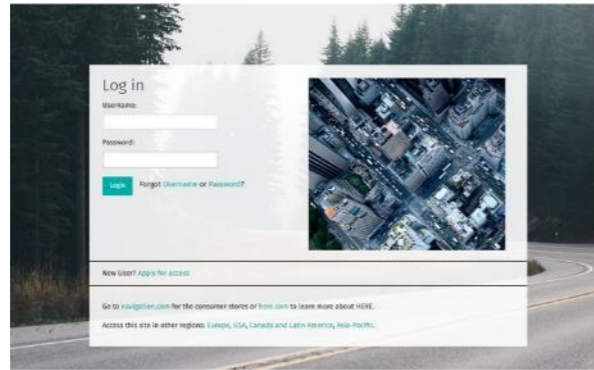 Log in
Username:
Password:
Login Forgot Username or Password?
New User? Apply for access
Go to navigation.com for the consumer stores or here.com to learn more about HERE.
Access this site in other regions: Europe, USA, Canada and Latin America, Asia-Pacific.